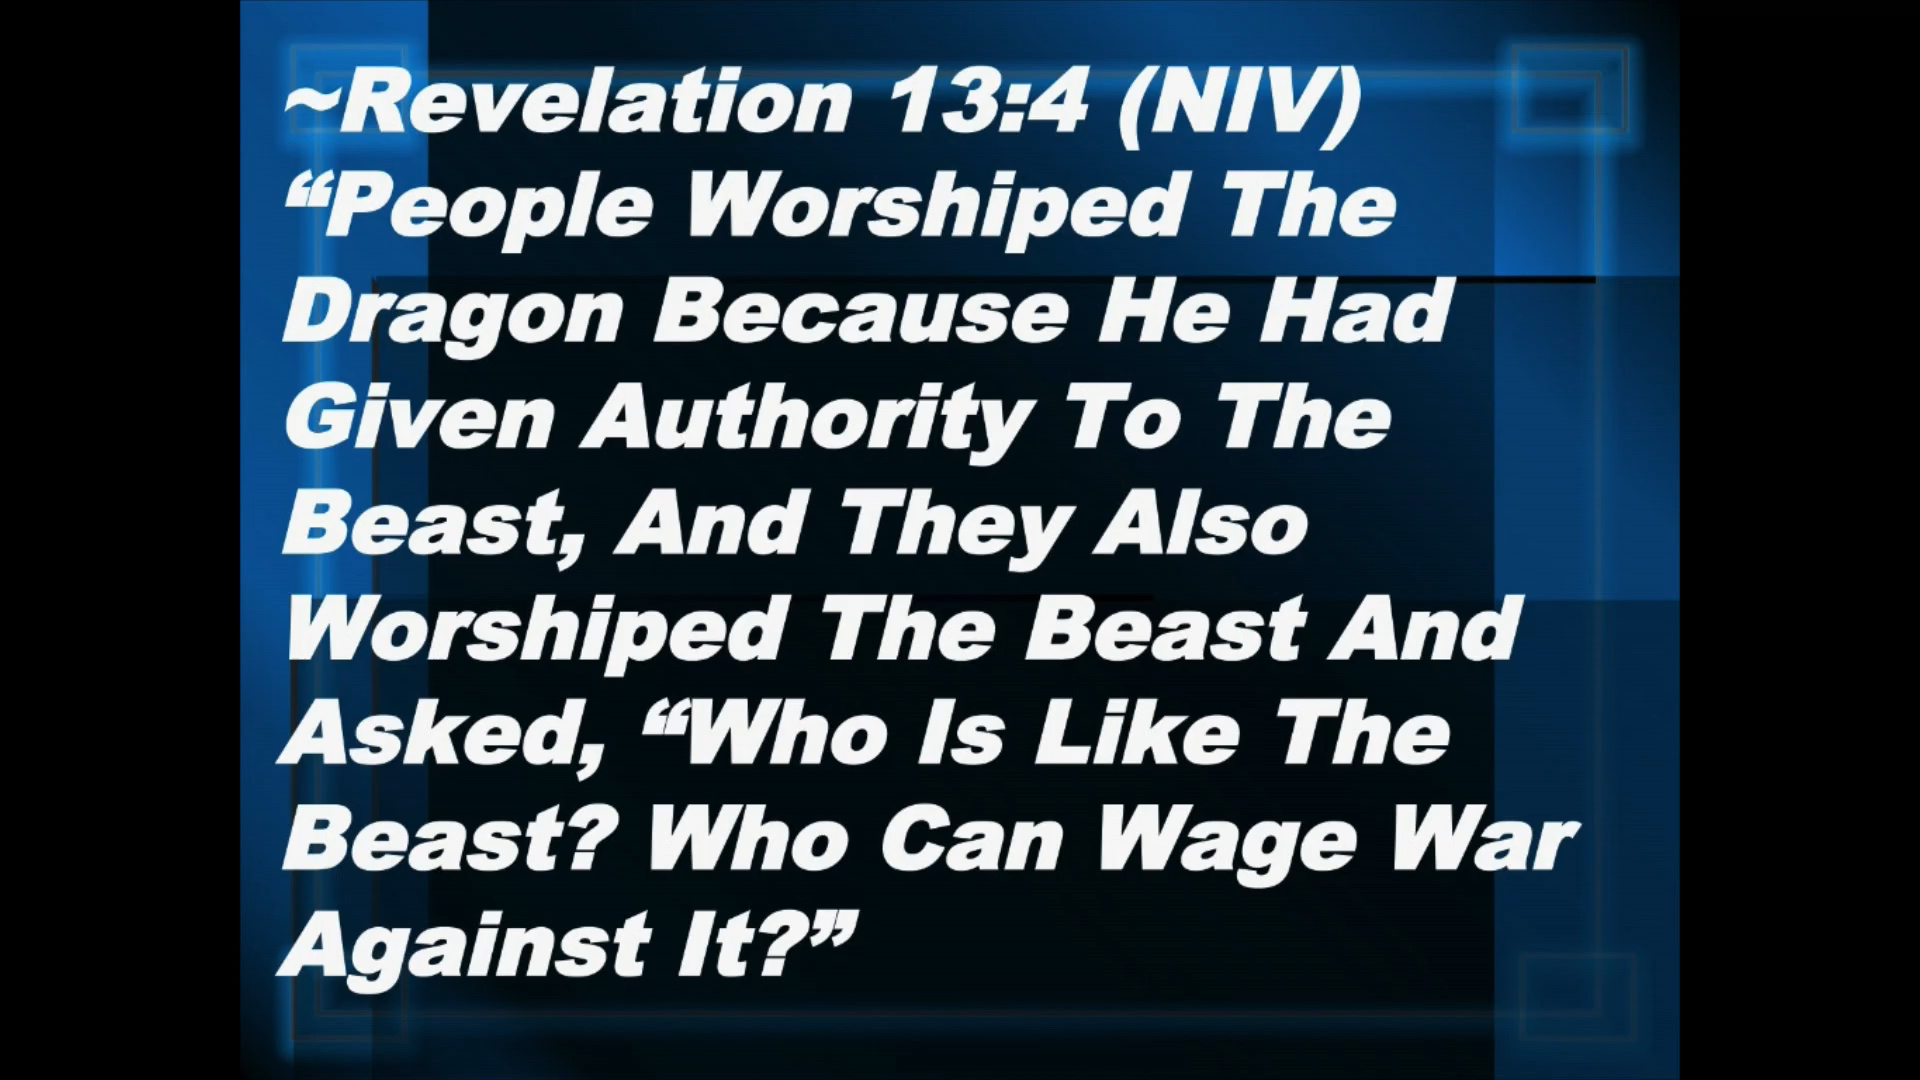 ~Revelation 13:4 (NIV)
“People Worshiped The
Dragon Because He Had
Given Authority To The
Beast, And They Also
Worshiped The Beast And
Asked, “Who Is Like The
Beast? Who Can Wage War
Against It?”